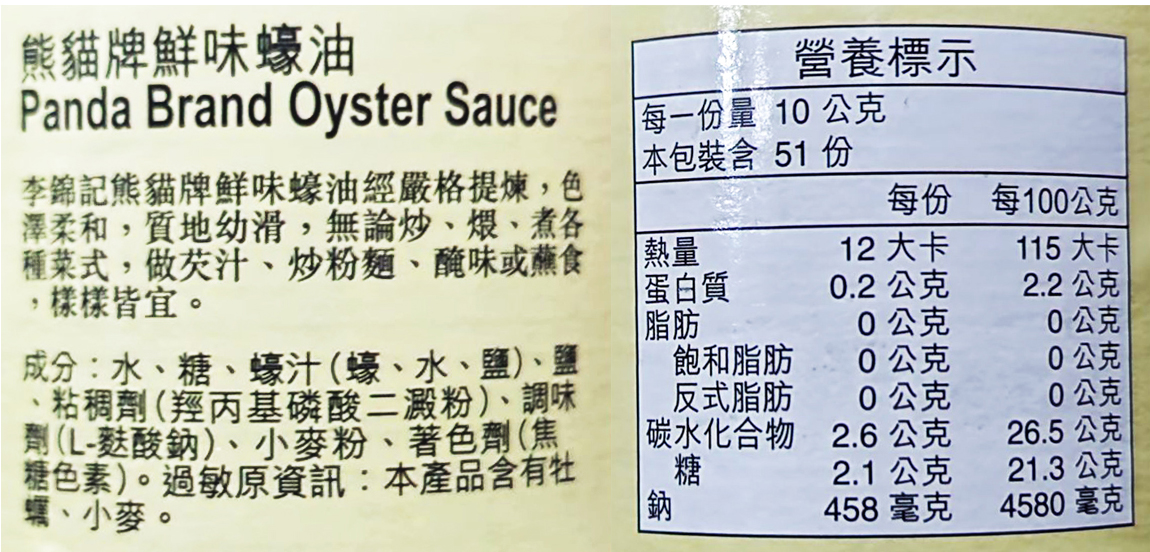 熊貓牌鮮味蠔油
Panda Brand Oyster Sauce
李錦記熊貓牌鮮味蠔油經嚴格提煉，色
澤柔和，質地幼滑，無論炒、煨、煮各
種菜式，做芡汁、炒粉麵、醃味或蘸食
，樣樣皆宜。
成分：水、糖、蠔汁(蠔、水、鹽)、鹽
、粘稠劑(羥丙基磷酸二澱粉)、調味
劑(L-麩酸鈉)、小麥粉、著色劑(焦
糖色素)。過敏原資訊：本產品含有牡
蠣、小麥。
營養標示
每一份量 10 公克
本包裝含 51 份
每份 每100公克
熱量 12 大卡 115 大卡
蛋白質 0.2 公克 2.2 公克
脂肪 0 公克 0 公克
飽和脂肪 0 公克 0 公克
反式脂肪 0 公克 0 公克
碳水化合物 2.6 公克 26.5 公克
糖 2.1 公克 21.3 公克
鈉 458 毫克 4580 毫克